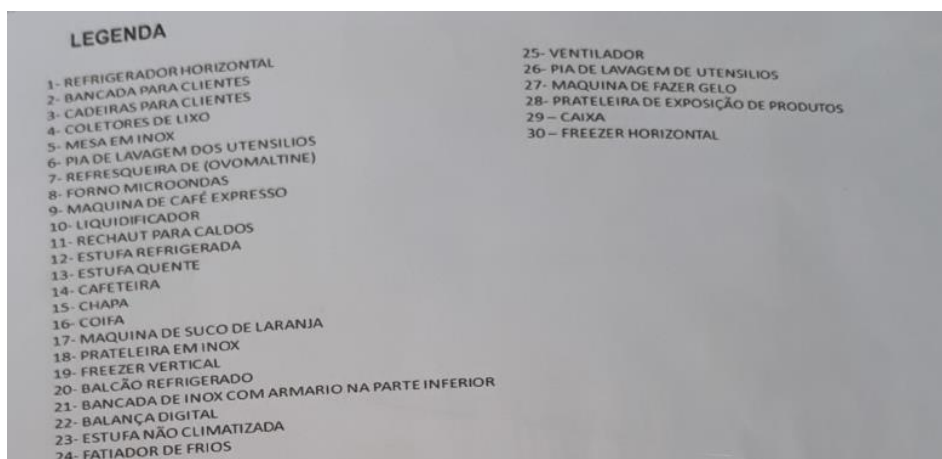 LEGENDA
1- REFRIGERADOR HORIZONTAL
2- BANCADA PARA CLIENTES
3- CADEIRAS PARA CLIENTES
4- COLETORES DE LIXO
5- MESA EM INOX
6- PIA DE LAVAGEM DOS UTENSILIOS
7- REFRESQUEIRA DE (OVOMALTINE)
8- FORNO MICROONDAS
9- MAQUINA DE CAFÉ EXPRESSO
10- LIQUIDIFICADOR
11- RECHAUT PARA CALDOS
12- ESTUFA REFRIGERADA
13- ESTUFA QUENTE
14- CAFETEIRA
15- CHAPA
16- COIFA
17- MAQUINA DE SUCO DE LARANJA
18- PRATELEIRA EM INOX
19- FREEZER VERTICAL
20- BALCÃO REFRIGERADO
21- BANCADA DE INOX COM ARMARIO NA PARTE INFERIOR
22- BALANÇA DIGITAL
23- ESTUFA NÃO CLIMATIZADA
24- FATIADOR DE FRIOS
25- VENTILADOR
26- PIA DE LAVAGEM DE UTENSILIOS
27- MAQUINA DE FAZER GELO
28- PRATELEIRA DE EXPOSIÇÃO DE PRODUTOS
29 – CAIXA
30 – FREEZER HORIZONTAL